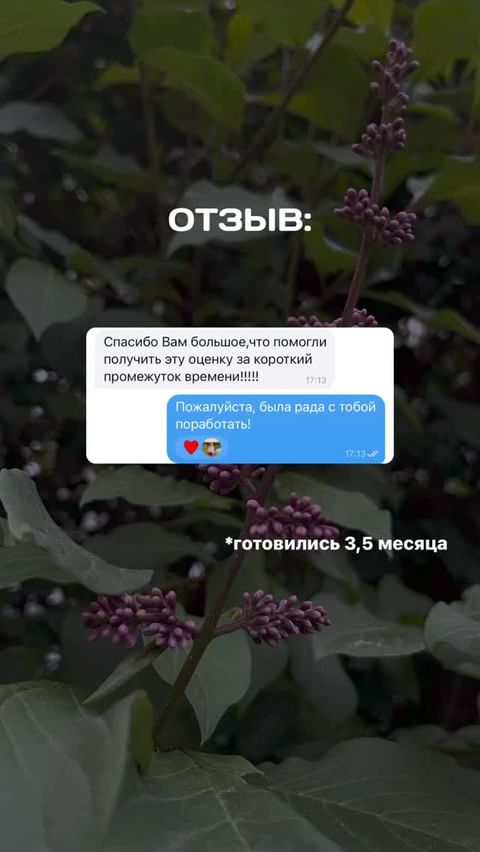 ОТЗЫВ:
Спасибо Вам большое,что помогли
получить эту оценку за короткий
промежуток времени!!!!!
17:13
Пожалуйста, была рада с тобой
поработать!
17:13
*готовились 3,5 месяца